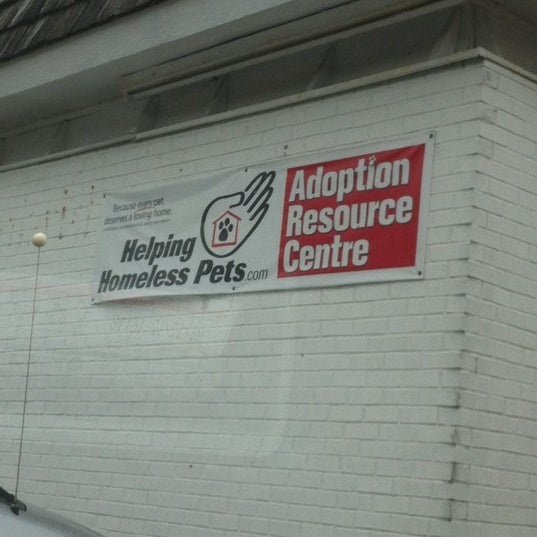 Because every pet
deserves a loving home.
Helping
Homeless Pets.com
Adoption
Resource
Centre